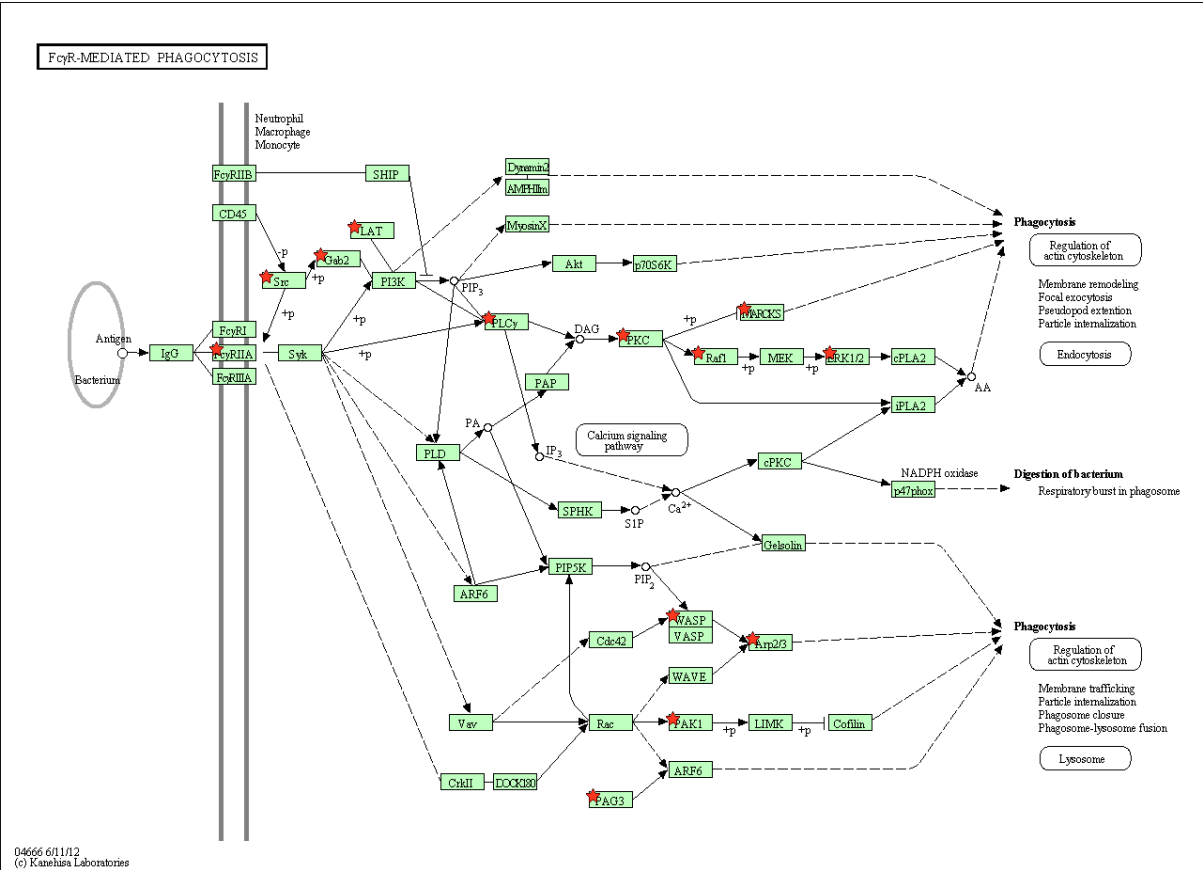 FcγR-MEDIATED PHAGOCYTOSIS
Neutrophil
Macrophage
Monocyte
FcγRIIB
SHIP
Dynamin2
AMPHIIm
CD45
LAT
MyosinX
Phagocytosis
-p
Gab2
Regulation of
actin cytoskeleton
Src
+p
PI3K
PIP3
Akt
p70S6K
Membrane remodeling
Focal exocytosis
Pseudopod extention
Particle internalization
+p
+p
PLCγ
DAG
PKC
+p
MARCKS
Antigen
IgG
FcγRI
FcγRIIA
FcγRIIIA
Syk
+p
Raf1
+p
MEK
+p
ERK1/2
cPLA2
Endocytosis
Bacterium
PAP
AA
iPLA2
PA
PLD
IP3
Calcium signaling
pathway
cPKC
NADPH oxidase
p47phox
Digestion of bacterium
Respiratory burst in phagosome
SPHK
S1P
Ca2+
Gelsolin
PIP5K
PIP2
ARF6
WASP
VASP
Cdc42
Arp2/3
Phagocytosis
Regulation of
actin cytoskeleton
WAVE
Membrane trafficking
Particle internalization
Phagosome closure
Phagosome-lysosome fusion
Vav
Rac
PAK1
+p
LIMK
+p
Cofilin
Lysosome
CrkII
DOCK180
ARF6
PAG3
04666 6/11/12
(c) Kanehisa Laboratories